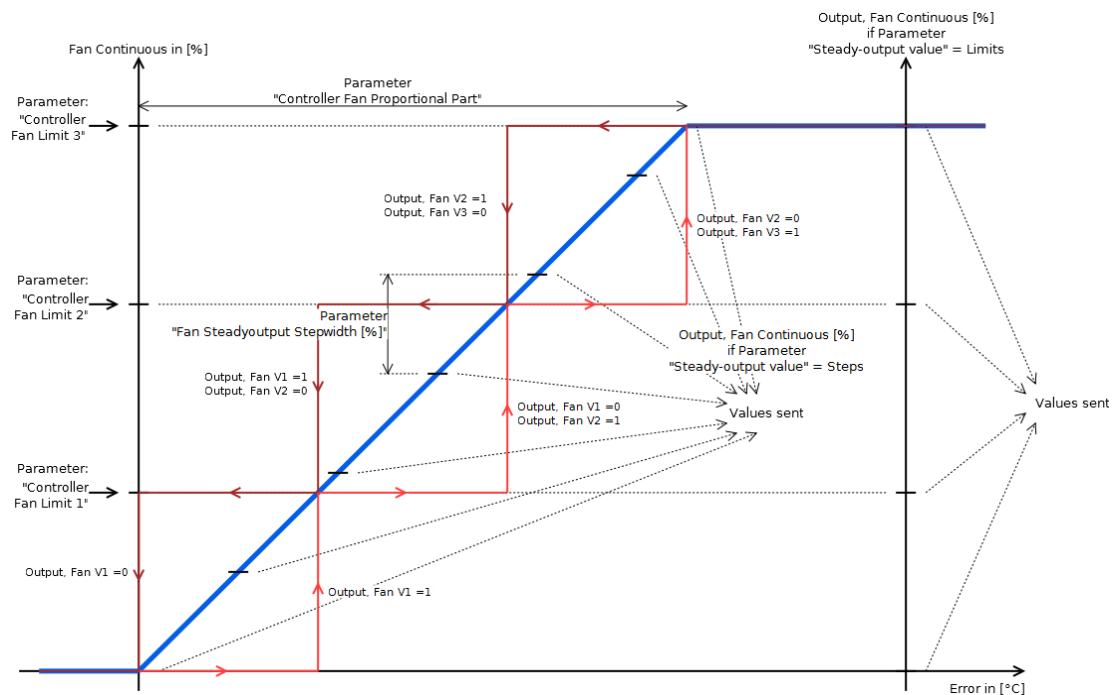 Output, Fan Continuous [%]
if Parameter
"Steady-output value" = Limits
Fan Continuous in [%]
Parameter
"Controller Fan Proportional Part"
Parameter:
"Controller
Fan Limit 3"
Output, Fan V2 =1
Output, Fan V3 =0
Output, Fan V2 =0
Output, Fan V3 =1
Parameter:
"Controller
Fan Limit 2"
Parameter
"Fan Steadyoutput Stepwidth [%]"
Output, Fan Continuous [%]
if Parameter
"Steady-output value" = Steps
Output, Fan V1 =1
Output, Fan V2 =0
Output, Fan V1 =0
Output, Fan V2 =1
Values sent
Values sent
Parameter:
"Controller
Fan Limit 1"
Output, Fan V1 =0
Output, Fan V1 =1
Error in [°C]